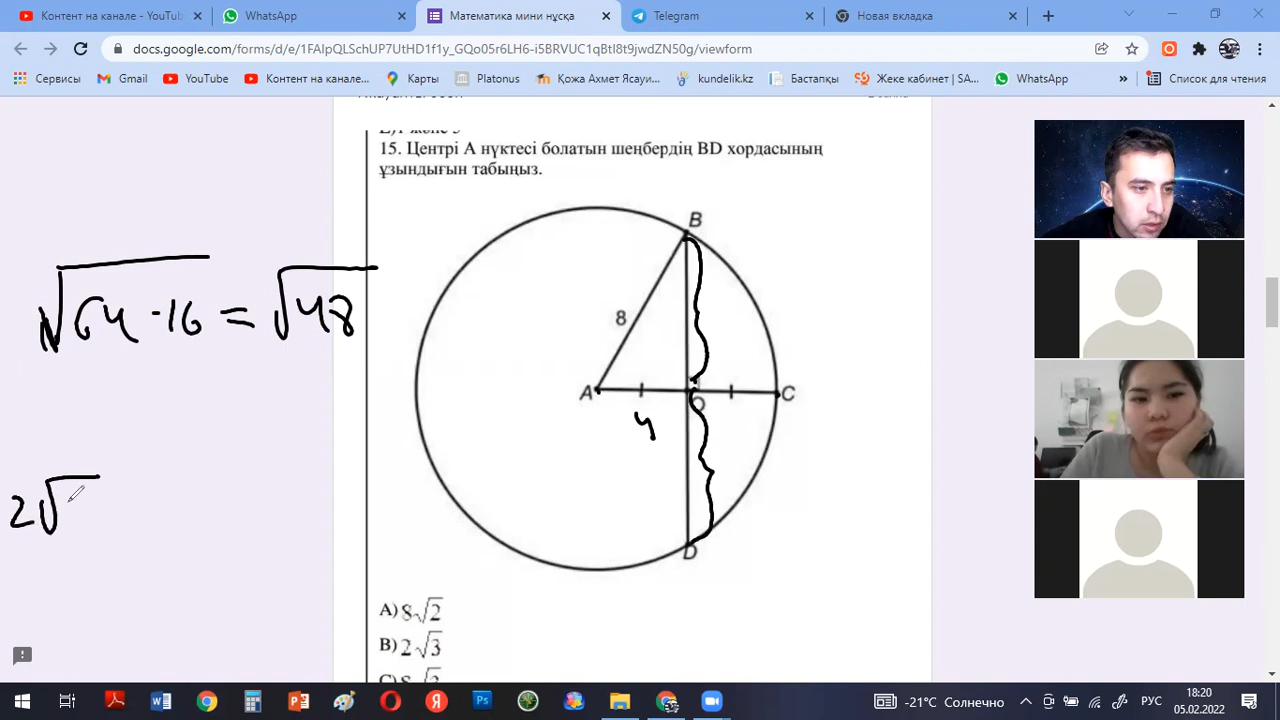 Контент на канале - YouTub
WhatsApp
Математика мини нұсқа
Telegram
Новая вкладка
docs.google.com/forms/d/e/1FAIpQLSchUP7UtHD1f1y_GQo05r6LH6-i5BRVUC1qBtI8t9jwdZN50g/viewform
Сервисы
Gmail
YouTube
Контент на канале...
Карты
Platonus
Қожа Ахмет Ясауи...
kundelik.kz
Бастапқы
Жеке кабинет | SA...
WhatsApp
»
Список для чтения
15. Центрі А нүктесі болатын шеңбердің BD хордасының
ұзындығын табыңыз.
B
8
A
O
C
4
D
√64-16 = √48
2√
A) 8√2
B) 2√3
-21°C Солнечно
РУС
18:20
05.02.2022